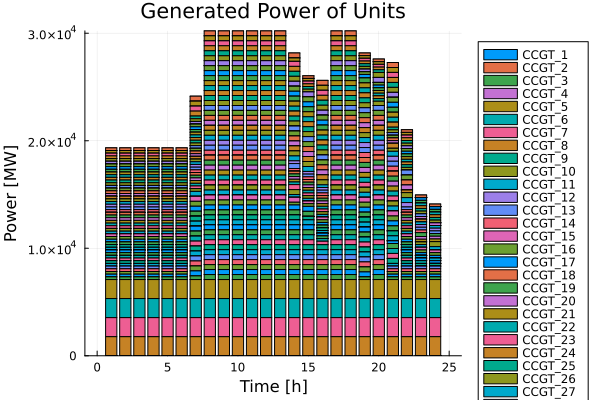 Generated Power of Units
Power [MW]
3.0×10⁴
2.0×10⁴
1.0×10⁴
0
0 5 10 15 20 25
Time [h]
CCGT_1
CCGT_2
CCGT_3
CCGT_4
CCGT_5
CCGT_6
CCGT_7
CCGT_8
CCGT_9
CCGT_10
CCGT_11
CCGT_12
CCGT_13
CCGT_14
CCGT_15
CCGT_16
CCGT_17
CCGT_18
CCGT_19
CCGT_20
CCGT_21
CCGT_22
CCGT_23
CCGT_24
CCGT_25
CCGT_26
CCGT_27